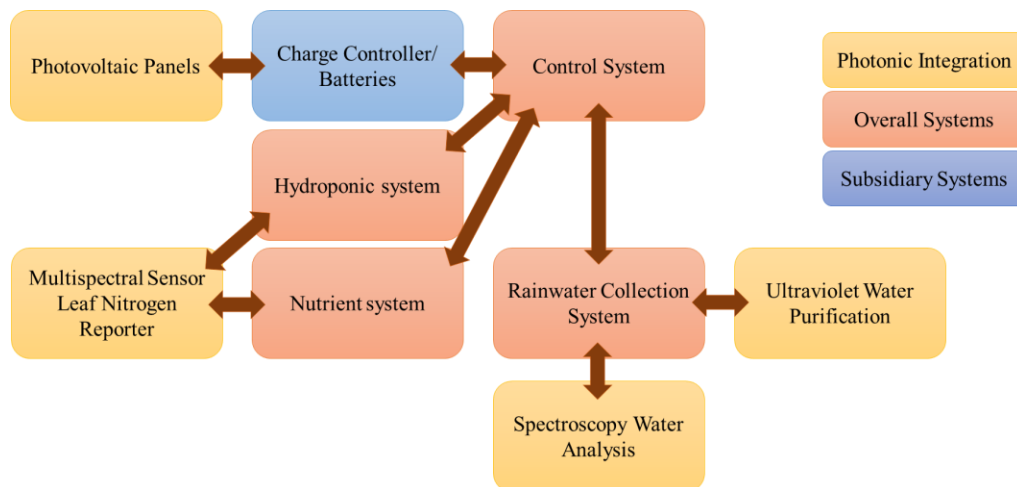 Photovoltaic Panels
Charge Controller/
Batteries
Control System
Photonic Integration
Overall Systems
Subsidiary Systems
Hydroponic system
Multispectral Sensor
Leaf Nitrogen
Reporter
Nutrient system
Rainwater Collection
System
Ultraviolet Water
Purification
Spectroscopy Water
Analysis